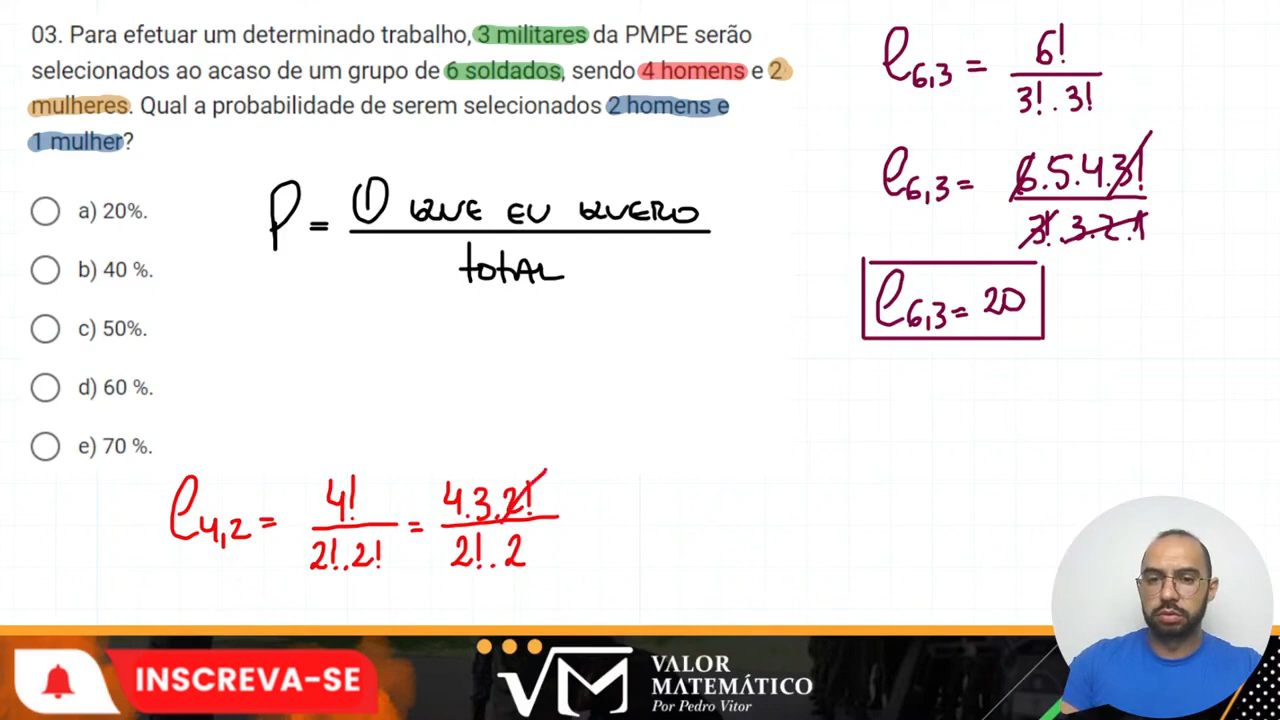 03. Para efetuar um determinado trabalho, 3 militares da PMPE serão
selecionados ao acaso de um grupo de 6 soldados, sendo 4 homens e 2
mulheres. Qual a probabilidade de serem selecionados 2 homens e
1 mulher?
a) 20%.
b) 40 %.
c) 50%.
d) 60 %.
e) 70 %.
P = O QUE EU QUERO
TOTAL
C4,2 = 4! = 4.3.2!
2!.2! 2!.2
C6,3 = 6!
3!.3!
C6,3 = 6.5.4.3!
3!.3.2.1
C6,3 = 20
INSCREVA-SE
VM VALOR
MATEMÁTICO
Por Pedro Vitor